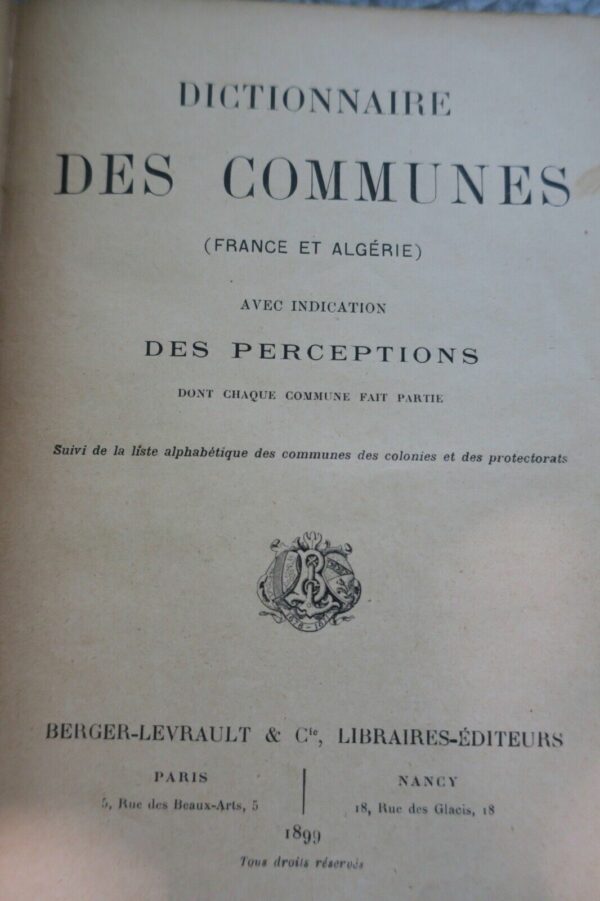 DICTIONNAIRE
DES COMMUNES
(FRANCE ET ALGÉRIE)
AVEC INDICATION
DES PERCEPTIONS
DONT CHAQUE COMMUNE FAIT PARTIE
Suivi de la liste alphabétique des communes des colonies et des protectorats
BERGER-LEVRAULT & Cie, LIBRAIRES-ÉDITEURS
PARIS
5, Rue des Beaux-Arts, 5
NANCY
18, Rue des Glacis, 18
1899
Tous droits réservés